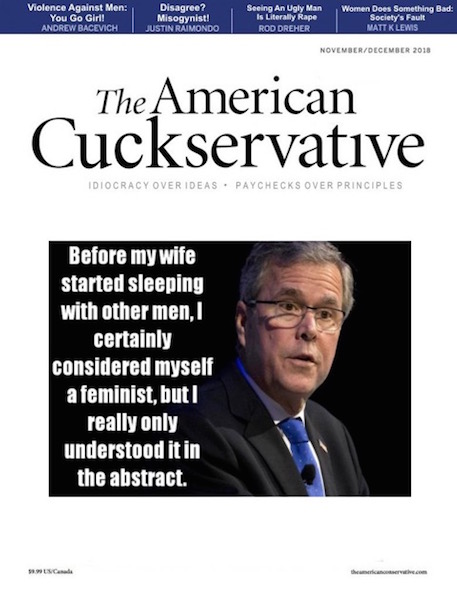 Violence Against Men:
You Go Girl!
ANDREW BACEVICH
Disagree?
Misogynist!
JUSTIN RAIMONDO
Seeing An Ugly Man
Is Literally Rape
ROD DREHER
Women Does Something Bad:
Society's Fault
MATT K LEWIS
NOVEMBER/DECEMBER 2018
The American
Cuckservative
IDIOCRACY OVER IDEAS • PAYCHECKS OVER PRINCIPLES
Before my wife
started sleeping
with other men, I
certainly
considered myself
a feminist, but I
really only
understood it in
the abstract.
$9.99 US/Canada
theamericanconservative.com